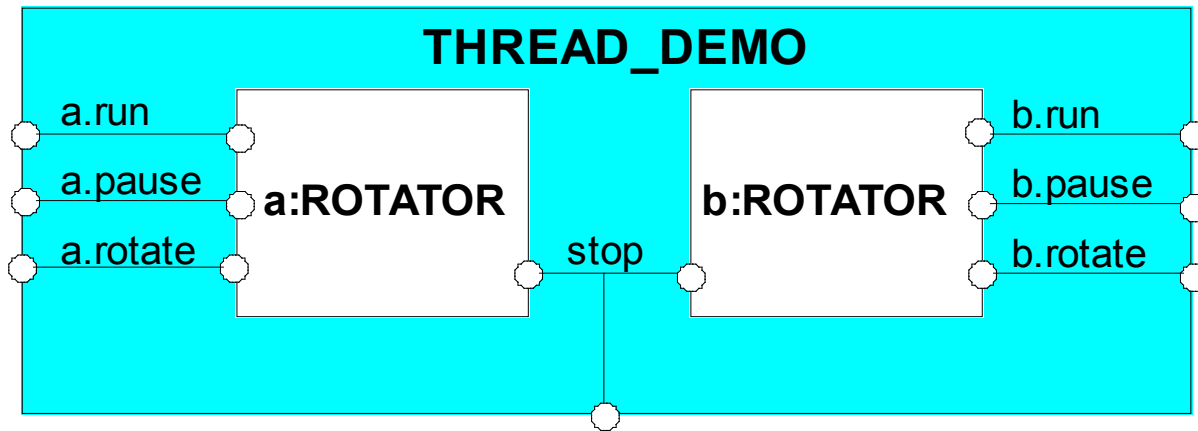 THREAD_DEMO
a.run
a.pause
a.rotate
a:ROTATOR
stop
b:ROTATOR
b.run
b.pause
b.rotate